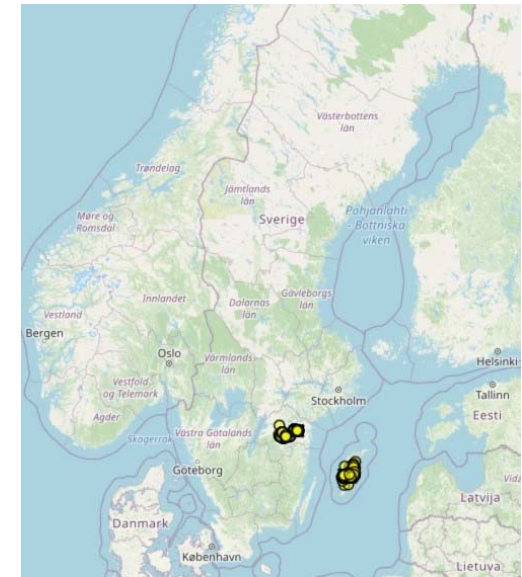 Västerbottens
län
Trøndelag
Jämtlands
län
Møre og
Romsdal
Sverige
Pohjanlahti
- Bottniska
viken
Innlandet
Dalarnas
län
Gävleborgs
län
Vestland
Bergen
Oslo
Värmlands
län
Helsinki
Vestfold
og Telemark
Stockholm
Tallinn
Eesti
Agder
Skagerrak
Västra Götalands
län
Göteborg
Latvija
Danmark
København
Lietuva